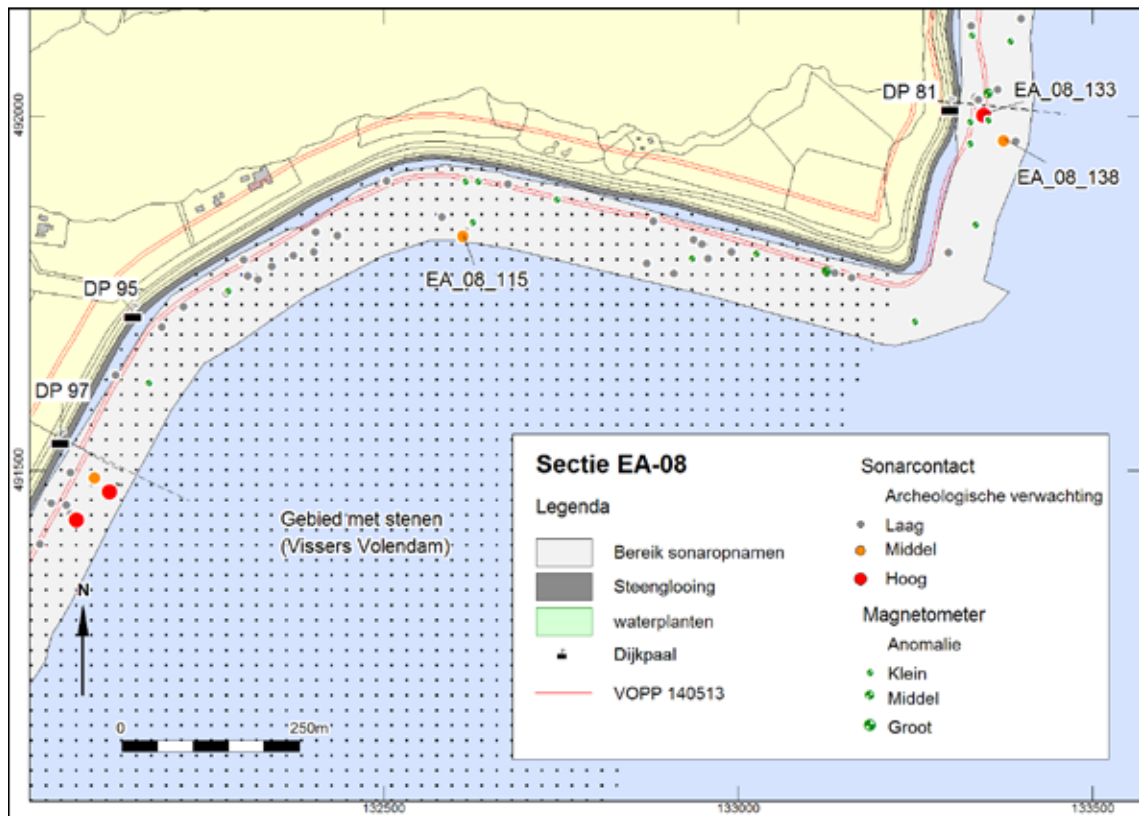 DP 81
EA_08_133
492000
EA_08_138
EA_08_115
DP 95
DP 97
491500
Gebied met stenen
(Vissers Volendam)
N
0
250m
Sectie EA-08
Legenda
Bereik sonaropnamen
Steenglooing
waterplanten
Dijkpaal
VOPP 140513
Sonarcontact
Archeologische verwachting
Laag
Middel
Hoog
Magnetometer
Anomalie
Klein
Middel
Groot
132500
133000
133500